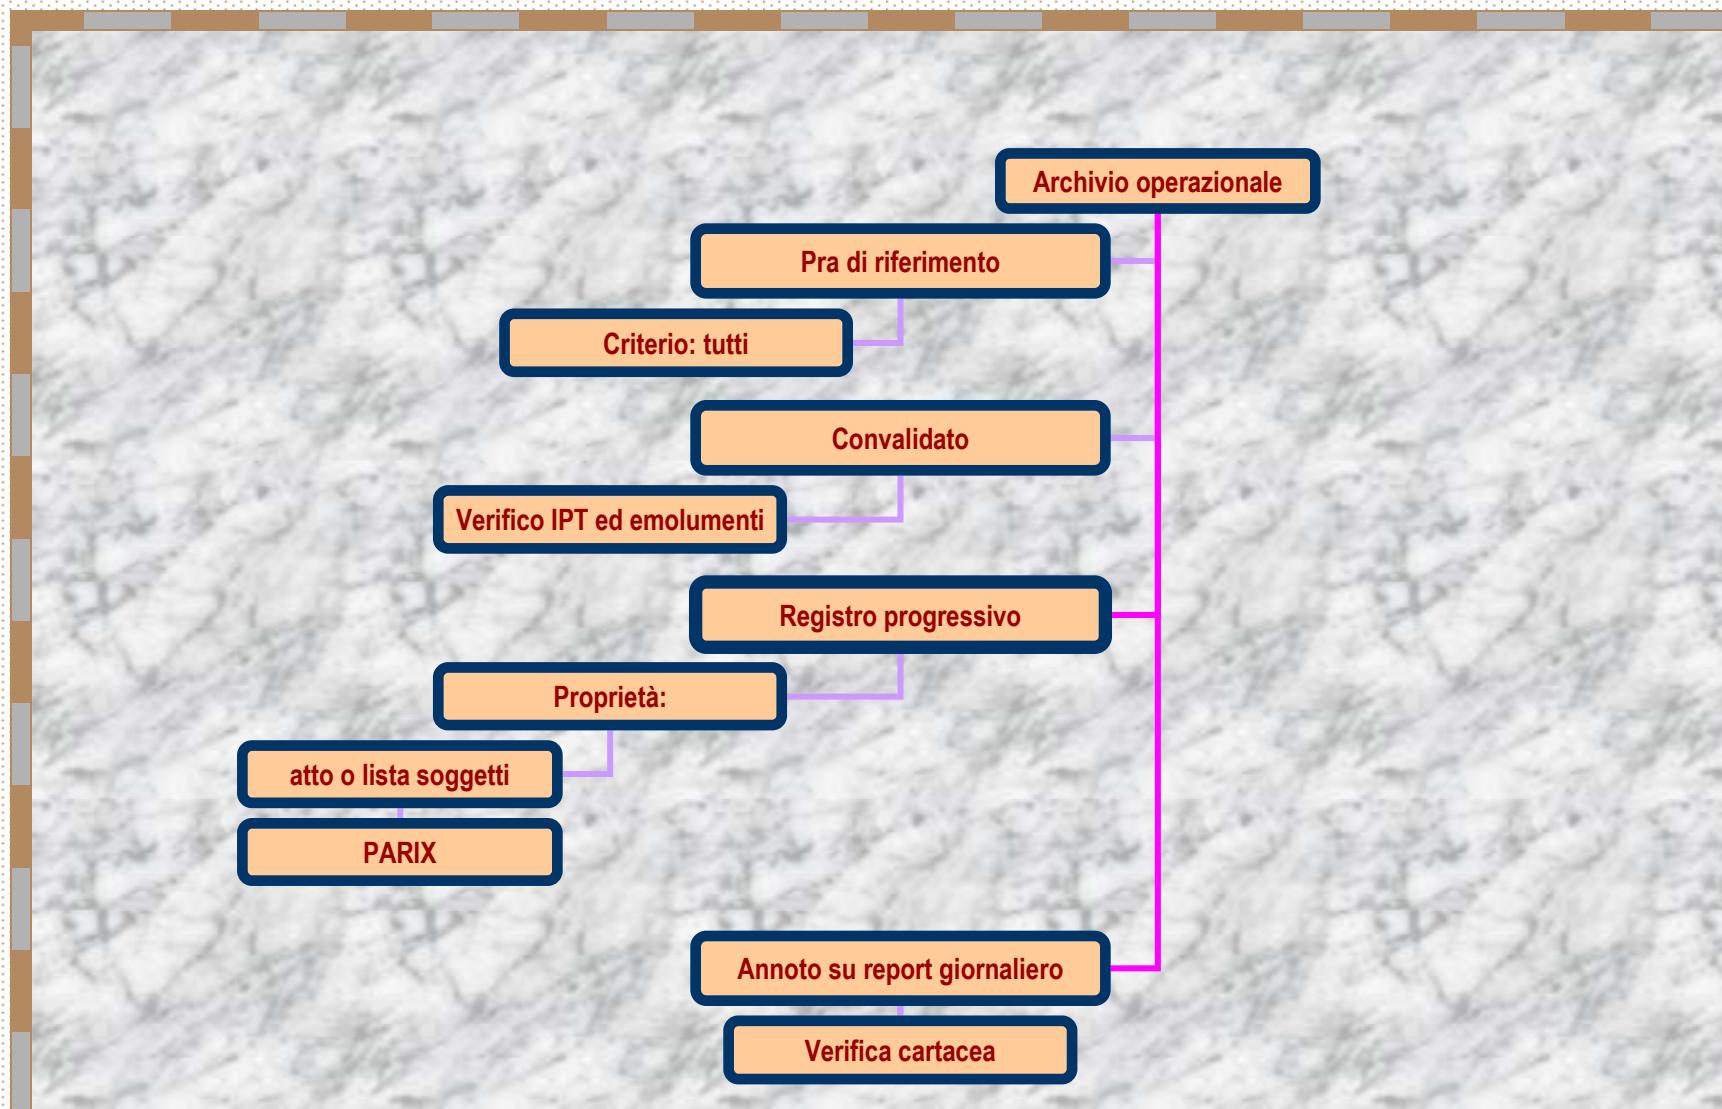 Archivio operazionale
Pra di riferimento
Criterio: tutti
Convalidato
Verifico IPT ed emolumenti
Registro progressivo
Proprietà:
atto o lista soggetti
PARIX
Annoto su report giornaliero
Verifica cartacea